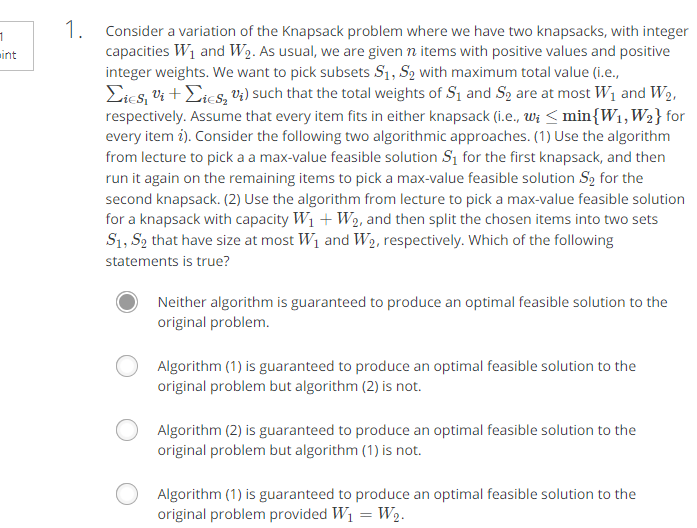 1
oint
1. Consider a variation of the Knapsack problem where we have two knapsacks, with integer
capacities W₁ and W₂. As usual, we are given n items with positive values and positive
integer weights. We want to pick subsets S₁, S₂ with maximum total value (i.e.,
∑i∈S₁ vi + ∑i∈S₂ vi) such that the total weights of S₁ and S₂ are at most W₁ and W₂,
respectively. Assume that every item fits in either knapsack (i.e., wi ≤ min{W₁, W₂} for
every item i). Consider the following two algorithmic approaches. (1) Use the algorithm
from lecture to pick a a max-value feasible solution S₁ for the first knapsack, and then
run it again on the remaining items to pick a max-value feasible solution S₂ for the
second knapsack. (2) Use the algorithm from lecture to pick a max-value feasible solution
for a knapsack with capacity W₁ + W₂, and then split the chosen items into two sets
S₁, S₂ that have size at most W₁ and W₂, respectively. Which of the following
statements is true?
Neither algorithm is guaranteed to produce an optimal feasible solution to the
original problem.
Algorithm (1) is guaranteed to produce an optimal feasible solution to the
original problem but algorithm (2) is not.
Algorithm (2) is guaranteed to produce an optimal feasible solution to the
original problem but algorithm (1) is not.
Algorithm (1) is guaranteed to produce an optimal feasible solution to the
original problem provided W₁ = W₂.